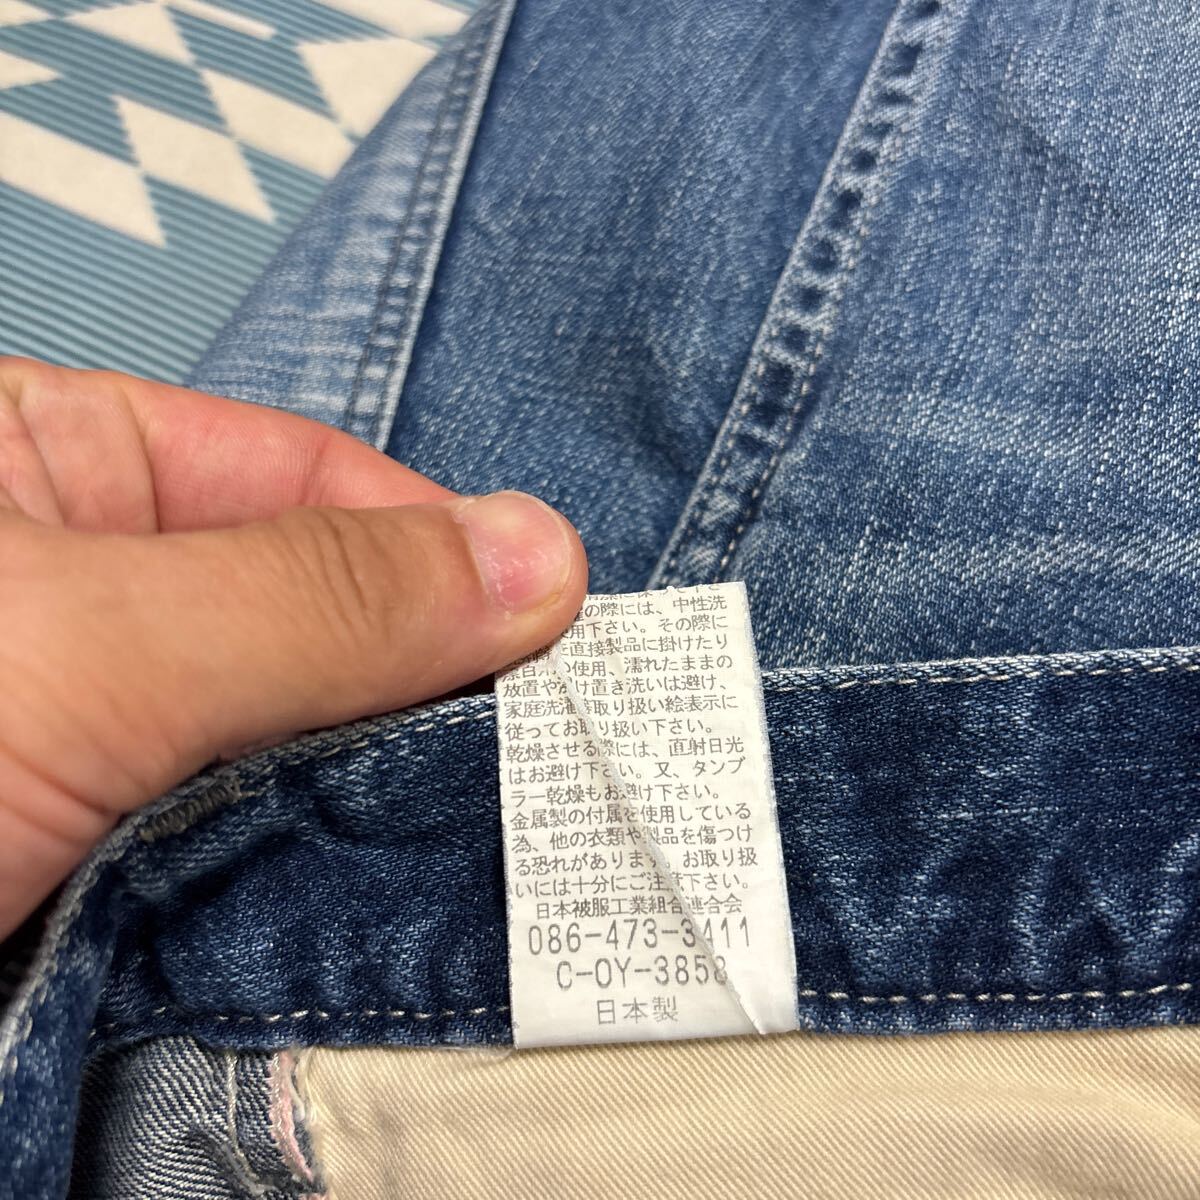 の際には、中性洗
用下さい。その際に
直接製品に掛けたり
の使用、濡れたままの
放置やつけ置き洗いは避け、
家庭洗濯等取り扱い絵表示に
従ってお取り扱い下さい。
乾燥させる際には、直射日光
はお避け下さい。又、タンブ
ラー乾燥もお避け下さい。
金属製の付属を使用している
為、他の衣類や製品を傷つけ
る恐れがあります。お取り扱
いには十分にご注意下さい。
日本被服工業組合連合会
086-473-3411
C-OY-3858
日本製